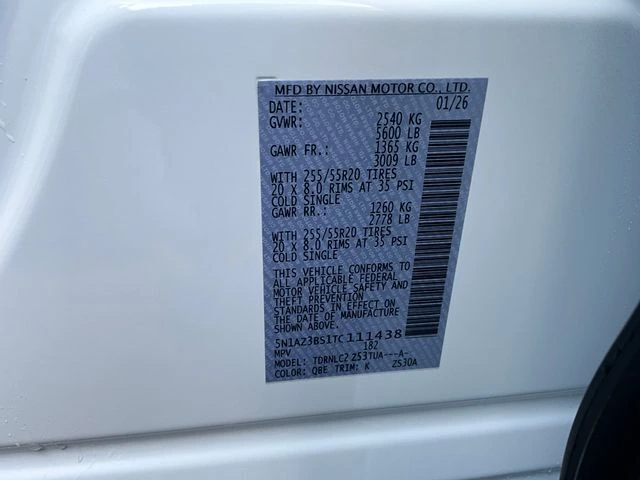 MFD BY NISSAN MOTOR CO., LTD.
DATE: 01/26
GVWR: 2540 KG
5600 LB
GAWR FR.: 1365 KG
3009 LB
WITH 255/55R20 TIRES
20 X 8.0 RIMS AT 35 PSI
COLD SINGLE
GAWR RR.: 1260 KG
2778 LB
WITH 255/55R20 TIRES
20 X 8.0 RIMS AT 35 PSI
COLD SINGLE
THIS VEHICLE CONFORMS TO
ALL APPLICABLE FEDERAL
MOTOR VEHICLE SAFETY AND
THEFT PREVENTION
STANDARDS IN EFFECT ON
THE DATE OF MANUFACTURE
SHOWN ABOVE.
5N1AZ3BS1TC111438
MPV 182
MODEL: TDRNLC2 ZS3TUA---A-
COLOR: QBE TRIM: K ZS30A